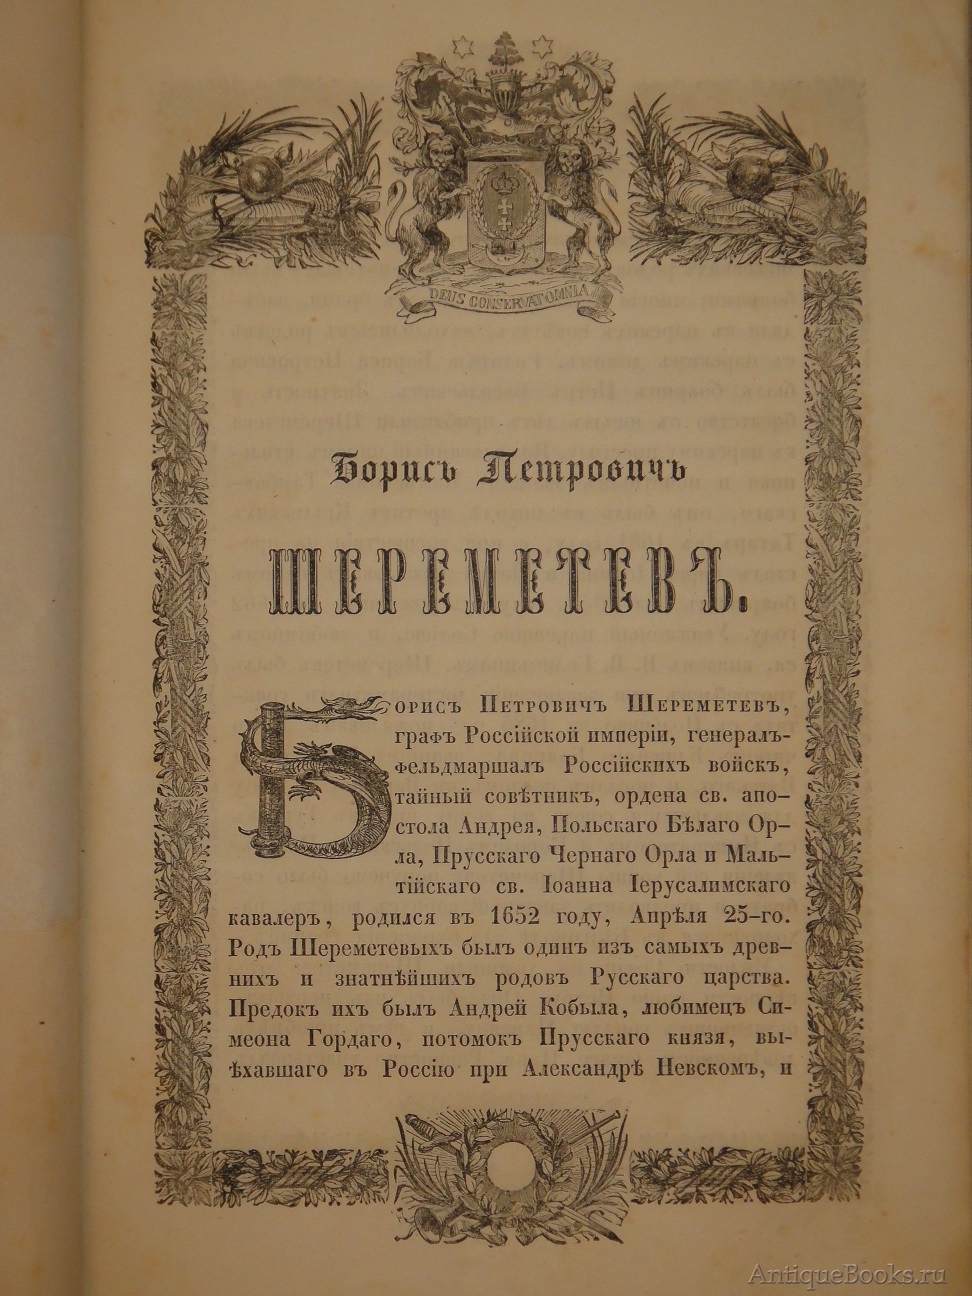 DEUS CONSERVAT OMNIA
Борисъ Петровичъ
ШЕРЕМЕТЕВЪ.
Борисъ Петровичъ Шереметевъ,
графъ Россійской имперіи, генералъ-
фельдмаршалъ Россійскихъ войскъ,
тайный совѣтникъ, ордена св. апо-
стола Андрея, Польскаго Бѣлаго Ор-
ла, Прусскаго Чернаго Орла и Маль-
тійскаго св. Іоанна Іерусалимскаго
кавалеръ, родился въ 1652 году, Апрѣля 25-го.
Родъ Шереметевыхъ былъ одинъ изъ самыхъ древ-
нихъ и знатнѣйшихъ родовъ Русскаго царства.
Предокъ ихъ былъ Андрей Кобыла, любимецъ Си-
меона Гордаго, потомокъ Прусскаго князя, вы-
ѣхавшаго въ Россію при Александрѣ Невскомъ, и
AntiqueBooks.ru